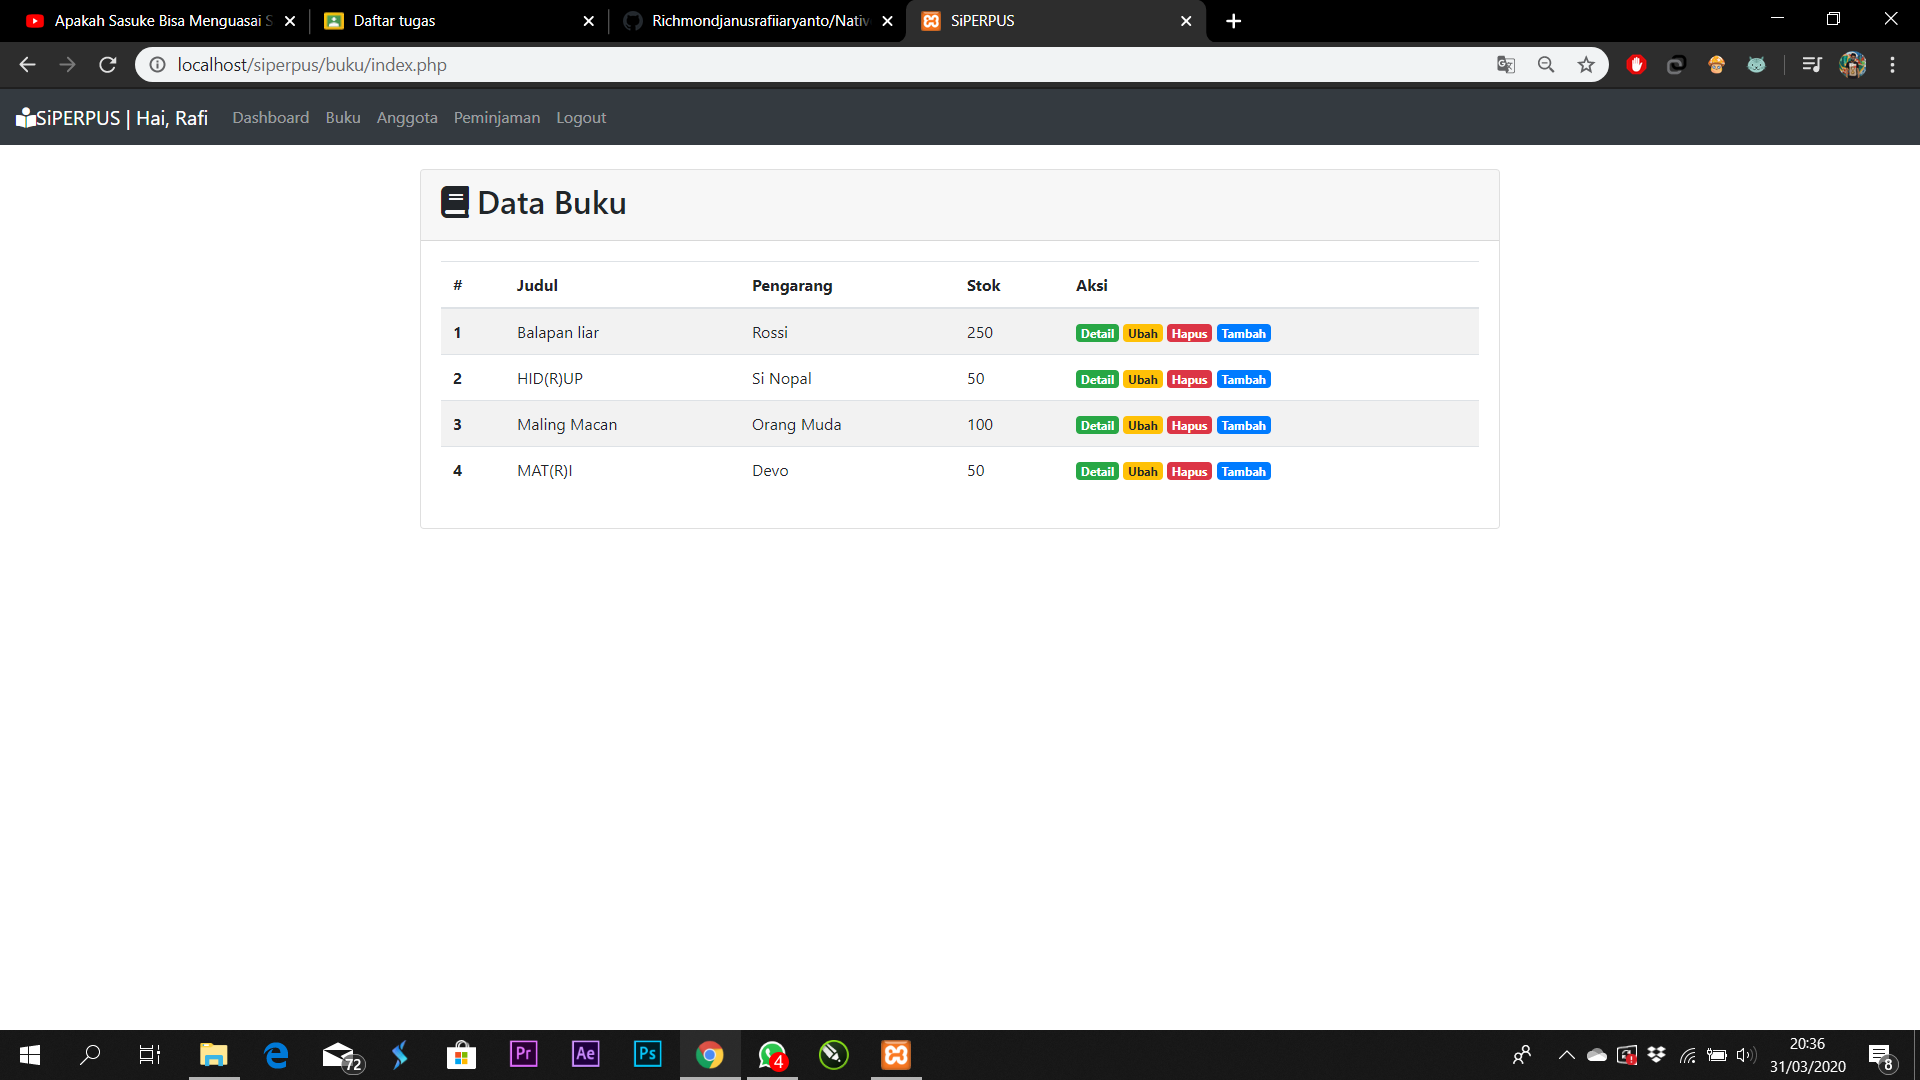 Apakah Sasuke Bisa Menguasai S
Daftar tugas
Richmondjanusrafiiaryanto/Nativ
SiPERPUS
localhost/siperpus/buku/index.php
SiPERPUS | Hai, Rafi Dashboard Buku Anggota Peminjaman Logout
Data Buku
# Judul Pengarang Stok Aksi
1 Balapan liar Rossi 250 Detail Ubah Hapus Tambah
2 HID(R)UP Si Nopal 50 Detail Ubah Hapus Tambah
3 Maling Macan Orang Muda 100 Detail Ubah Hapus Tambah
4 MAT(R)I Devo 50 Detail Ubah Hapus Tambah
72
Pr
Ae
Ps
4
20:36
31/03/2020
8